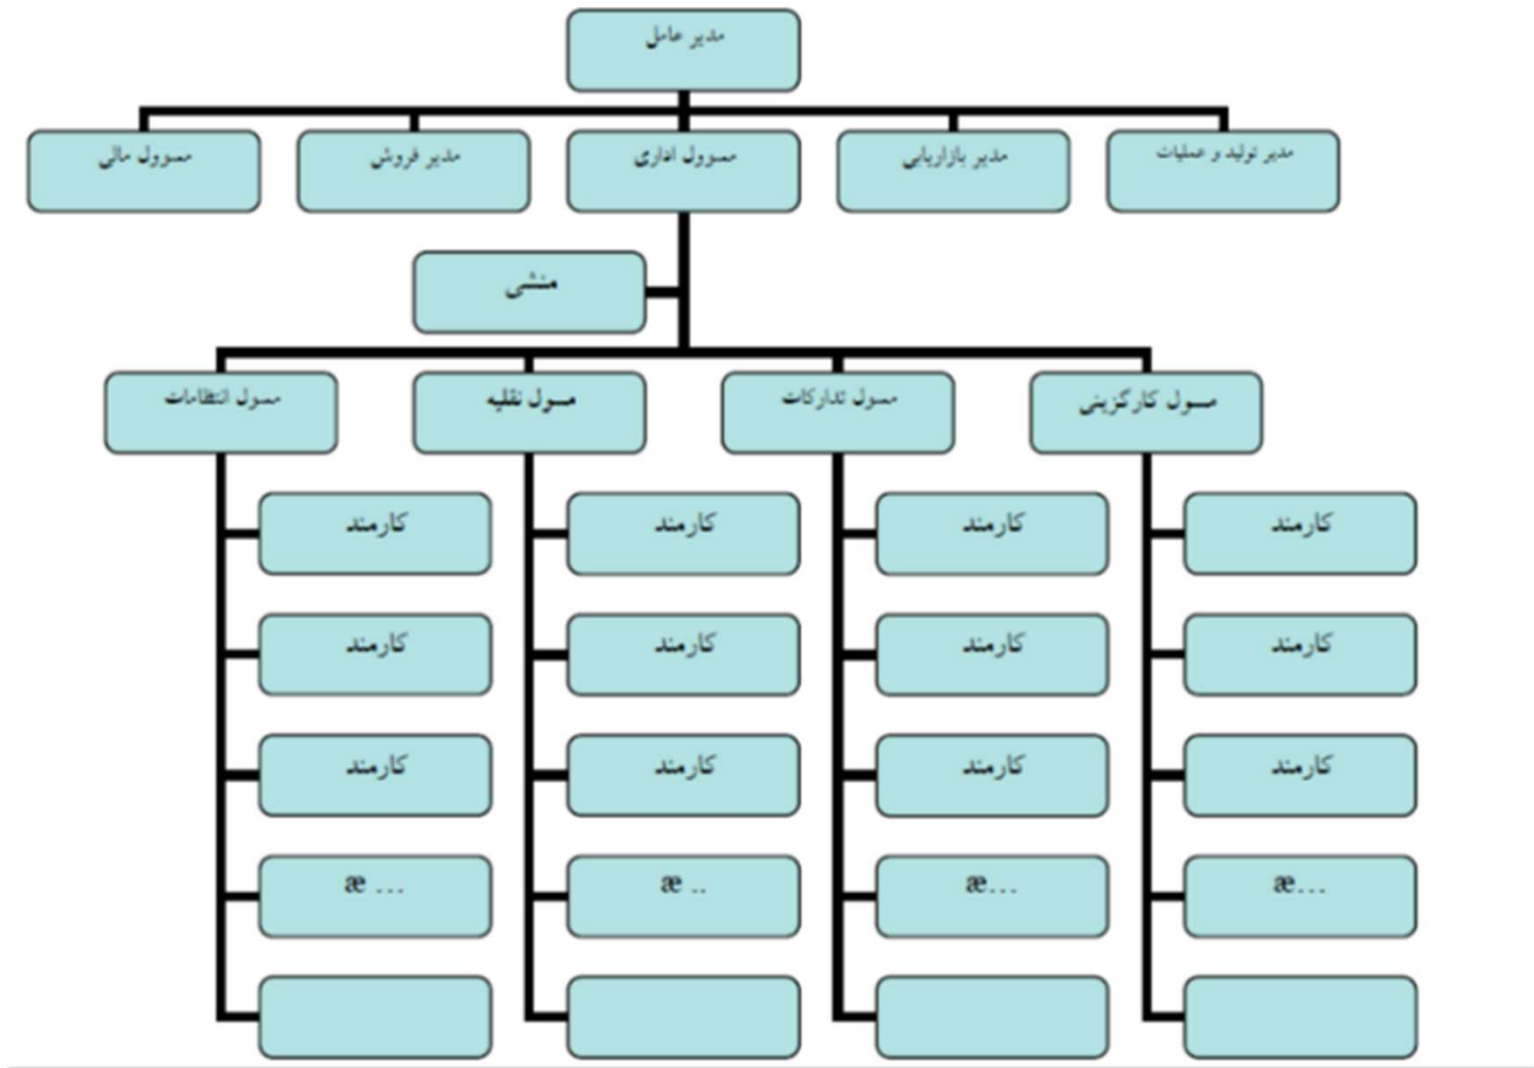 مدیر عامل
مدیر تولید و عملیات
مدیر بازاریابی
مسوول اداری
مدیر فروش
مسوول مالی
منشی
مسول کارگزینی
مسول تدارکات
مسول نقلیه
مسول انتظامات
کارمند
کارمند
کارمند
کارمند
کارمند
کارمند
کارمند
کارمند
کارمند
کارمند
کارمند
کارمند
æ…
æ…
æ ..
æ …